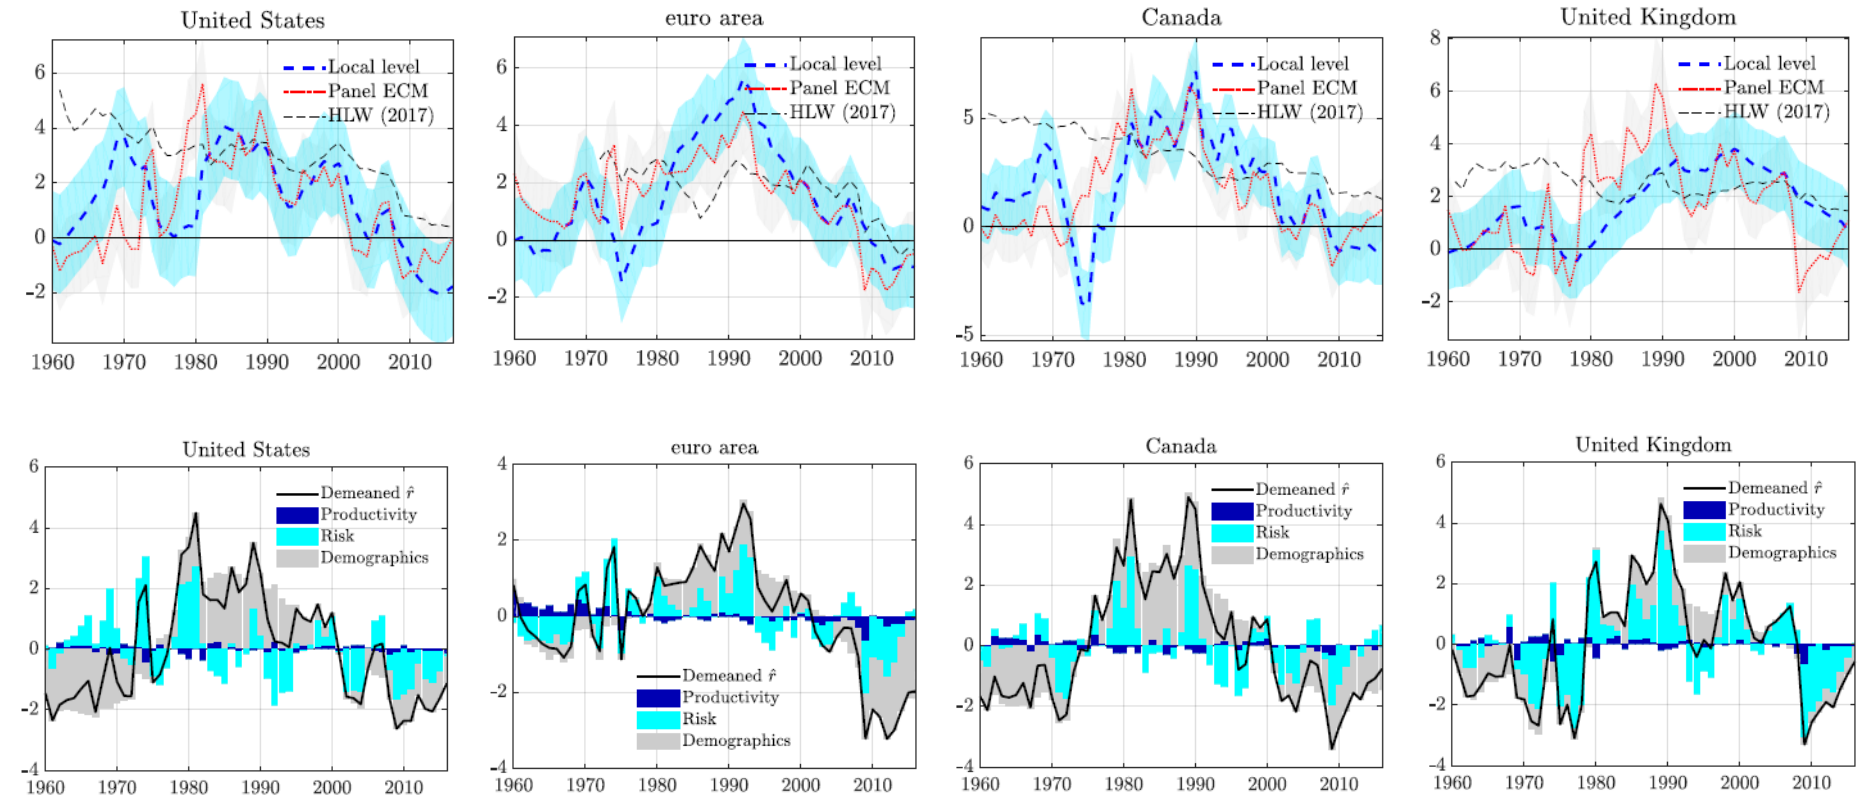 United States
6
4
2
0
-2
1960 1970 1980 1990 2000 2010
Local level
Panel ECM
HLW (2017)
euro area
6
4
2
0
-2
1960 1970 1980 1990 2000 2010
Local level
Panel ECM
HLW (2017)
Canada
5
0
-5
1960 1970 1980 1990 2000 2010
Local level
Panel ECM
HLW (2017)
United Kingdom
8
6
4
2
0
-2
1960 1970 1980 1990 2000 2010
Local level
Panel ECM
HLW (2017)
United States
6
4
2
0
-2
-4
1960 1970 1980 1990 2000 2010
Demeaned r̂
Productivity
Risk
Demographics
euro area
4
2
0
-2
-4
1960 1970 1980 1990 2000 2010
Demeaned r̂
Productivity
Risk
Demographics
Canada
6
4
2
0
-2
-4
1960 1970 1980 1990 2000 2010
Demeaned r̂
Productivity
Risk
Demographics
United Kingdom
6
4
2
0
-2
-4
1960 1970 1980 1990 2000 2010
Demeaned r̂
Productivity
Risk
Demographics